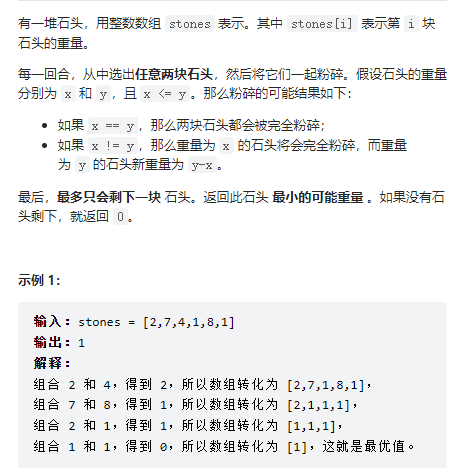 有一堆石头，用整数数组 stones 表示。其中 stones[i] 表示第 i 块
石头的重量。
每一回合，从中选出任意两块石头，然后将它们一起粉碎。假设石头的重量
分别为 x 和 y，且 x <= y。那么粉碎的可能结果如下：
• 如果 x == y，那么两块石头都会被完全粉碎；
• 如果 x != y，那么重量为 x 的石头将会完全粉碎，而重量
为 y 的石头新重量为 y-x。
最后，最多只会剩下一块 石头。返回此石头 最小的可能重量 。如果没有石
头剩下，就返回 0。
示例 1：
输入：stones = [2,7,4,1,8,1]
输出：1
解释：
组合 2 和 4，得到 2，所以数组转化为 [2,7,1,8,1]，
组合 7 和 8，得到 1，所以数组转化为 [2,1,1,1]，
组合 2 和 1，得到 1，所以数组转化为 [1,1,1]，
组合 1 和 1，得到 0，所以数组转化为 [1]，这就是最优值。